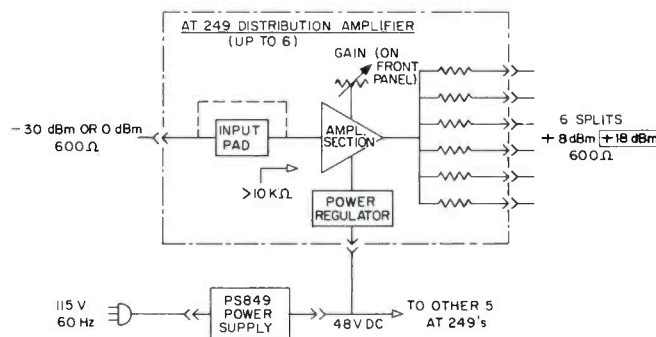 AT 249 DISTRIBUTION AMPLIFIER
(UP TO 6)
GAIN (ON
FRONT
PANEL)
-30 dBm OR 0 dBm
600Ω
INPUT
PAD
AMPL.
SECTION
>10KΩ
POWER
REGULATOR
6 SPLITS
+8 dBm +18 dBm
600Ω
115 V
60 Hz
PS849
POWER
SUPPLY
48V DC
TO OTHER 5
AT 249's